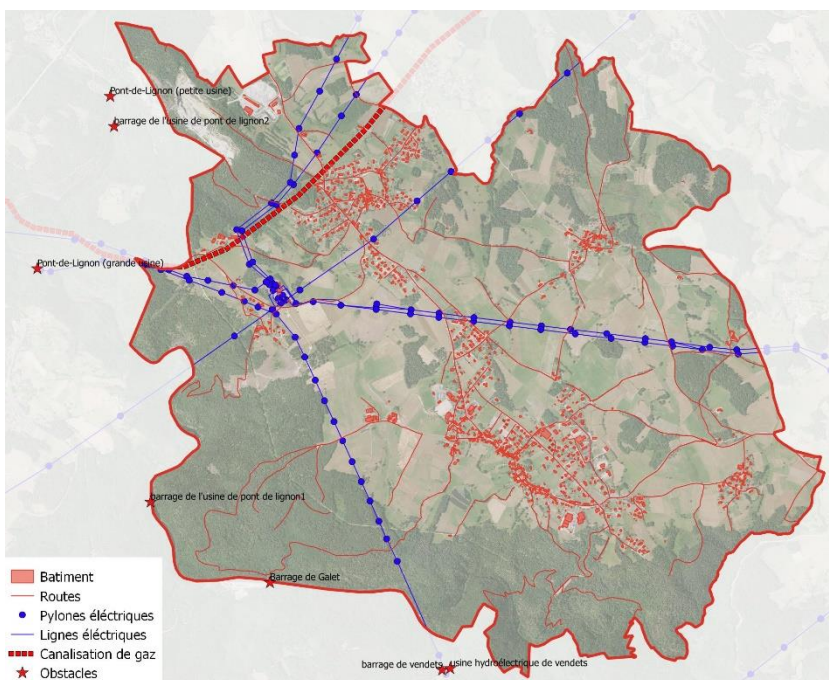 Pont-de-Lignon (petite usine)
barrage de l'usine de pont de lignon2
Pont-de-Lignon (grande usine)
barrage de l'usine de pont de lignon1
Barrage de Galet
barrage de vendets
usine hydroélectrique de vendets
Batiment
Routes
Pylones éléctriques
Lignes éléctriques
Canalisation de gaz
Obstacles